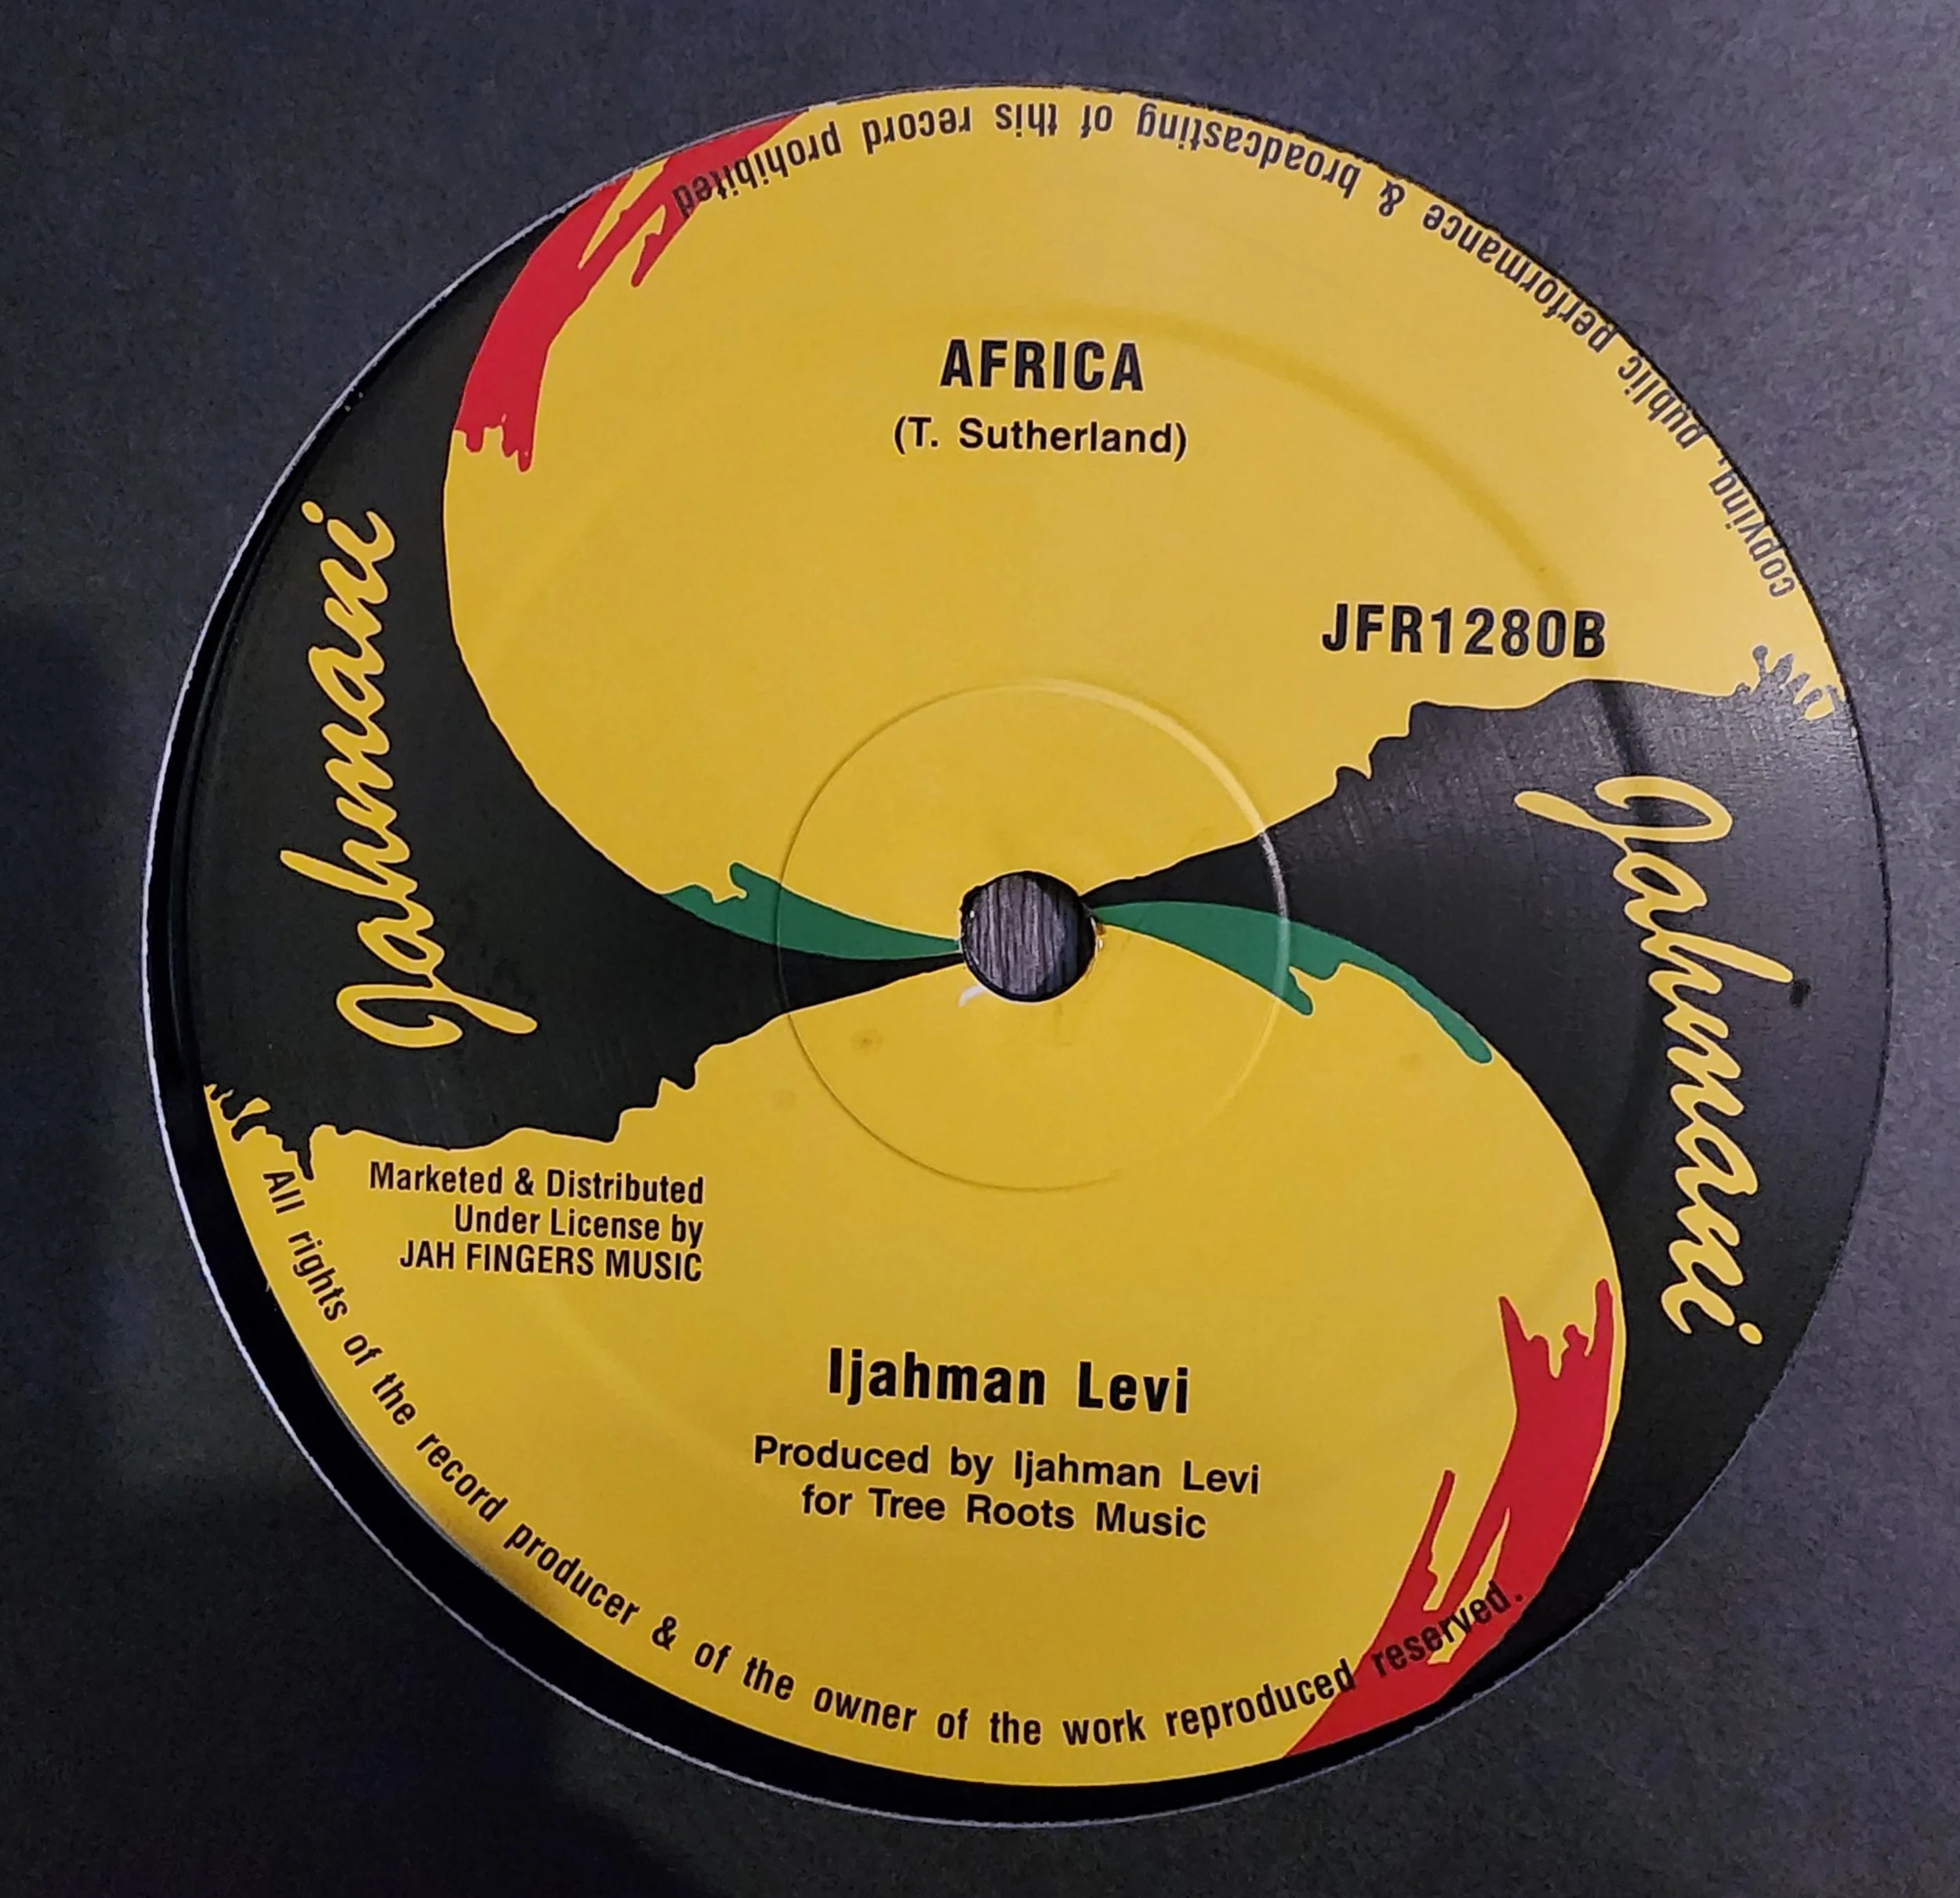 AFRICA
(T. Sutherland)
JFR1280B
Jahmani
Jahmani
Marketed & Distributed
Under License by
JAH FINGERS MUSIC
Ijahman Levi
Produced by Ijahman Levi
for Tree Roots Music
All rights of the record producer & of the owner of the work reproduced reserved.
copying, public performance & broadcasting of this record prohibited